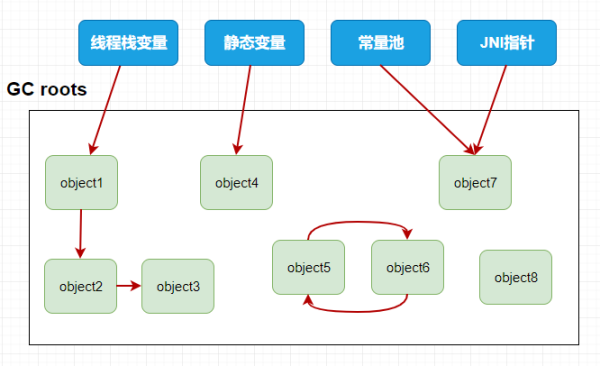 线程栈变量
静态变量
常量池
JNI指针
GC roots
object1
object4
object7
object2
object3
object5
object6
object8